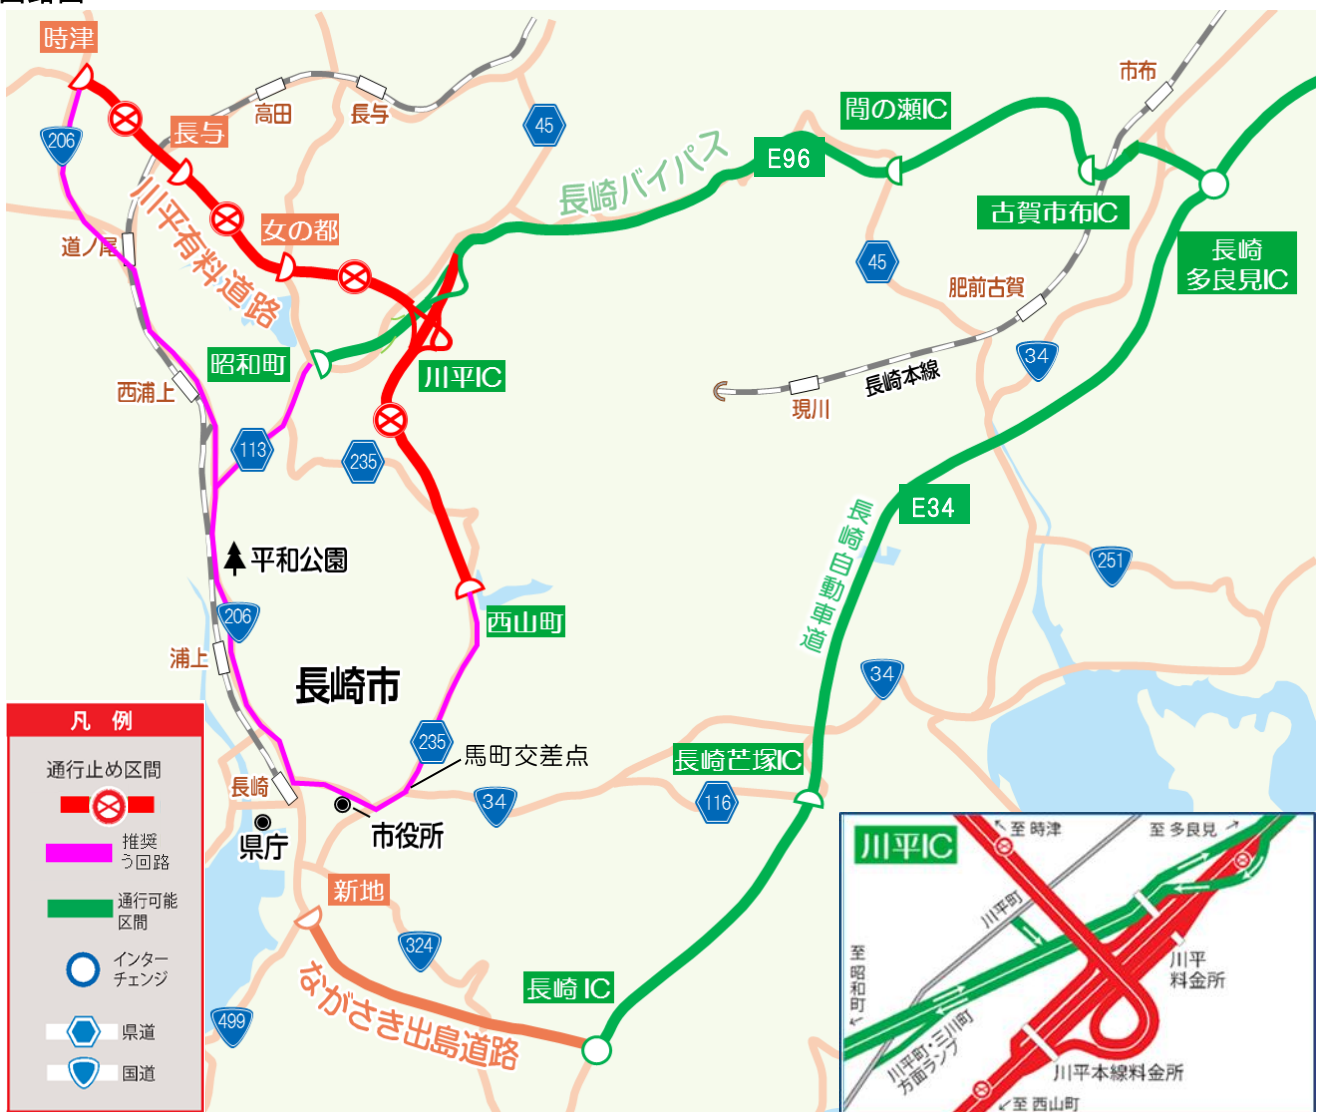 時津
206
長与
高田
長与
45
市布
間の瀬IC
E96
長崎バイパス
古賀市布IC
長崎
多良見IC
女の都
道ノ尾
川平有料道路
45
肥前古賀
34
昭和町
川平IC
長崎本線
現川
西浦上
113
235
E34
長崎自動車道
平和公園
251
206
西山町
浦上
長崎市
34
235
馬町交差点
長崎芒塚IC
116
34
長崎
市役所
県庁
新地
324
長崎 IC
ながさき出島道路
499
凡 例
通行止め区間
推奨
う回路
通行可能
区間
インター
チェンジ
県道
国道
川平IC
至 時津
至 多良見
川平町
川平
料金所
至 昭和町
川平町・三川町
方面ランプ
川平本線料金所
至 西山町